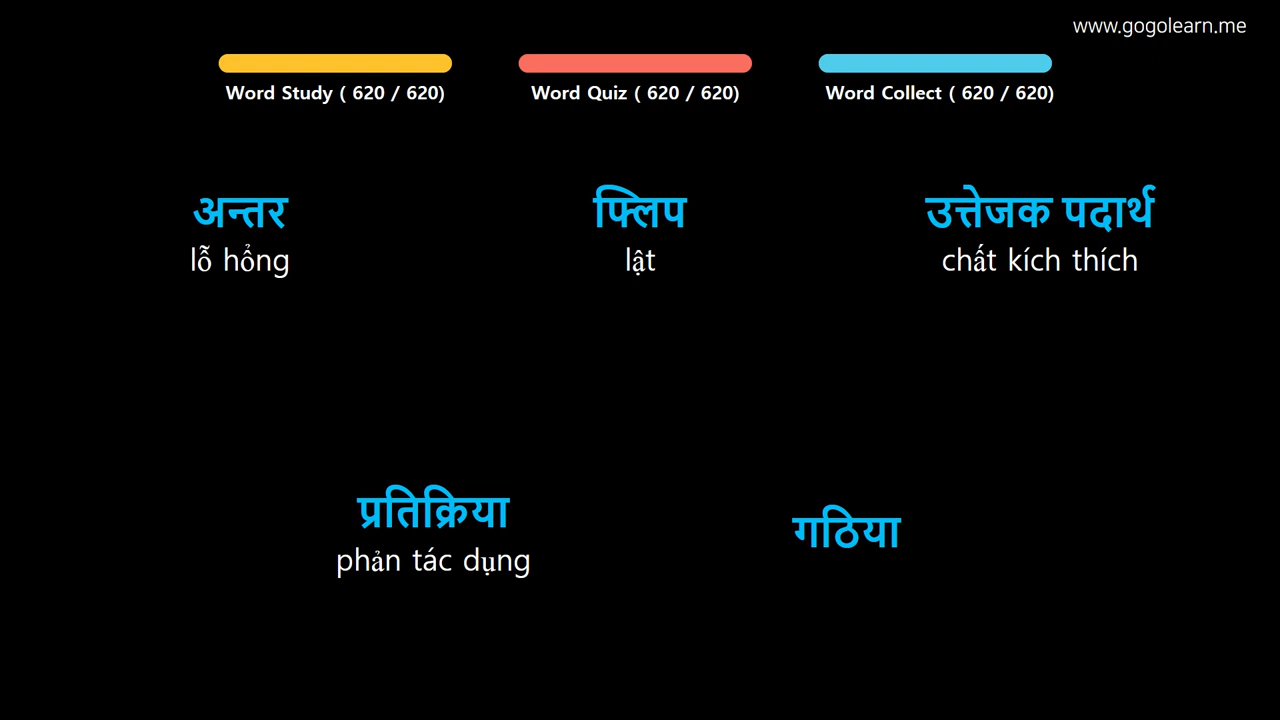 www.gogolearn.me
Word Study ( 620 / 620)
Word Quiz ( 620 / 620)
Word Collect ( 620 / 620)
अन्तर
lỗ hổng
फ्लिप
lật
उत्तेजक पदार्थ
chất kích thích
प्रतिक्रिया
phản tác dụng
गठिया